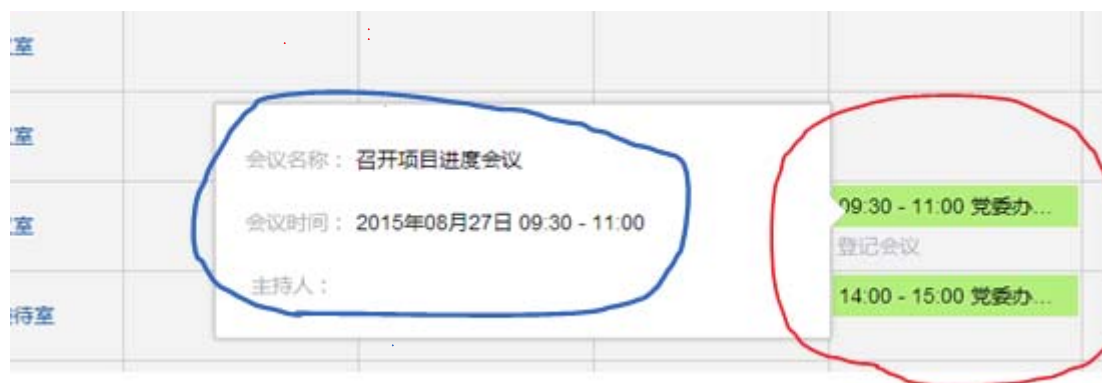 室
室
会议名称： 召开项目进度会议
室
会议时间： 2015年08月27日 09:30 - 11:00
09:30 - 11:00 党委办...
登记会议
主持人：
待室
14:00 - 15:00 党委办...